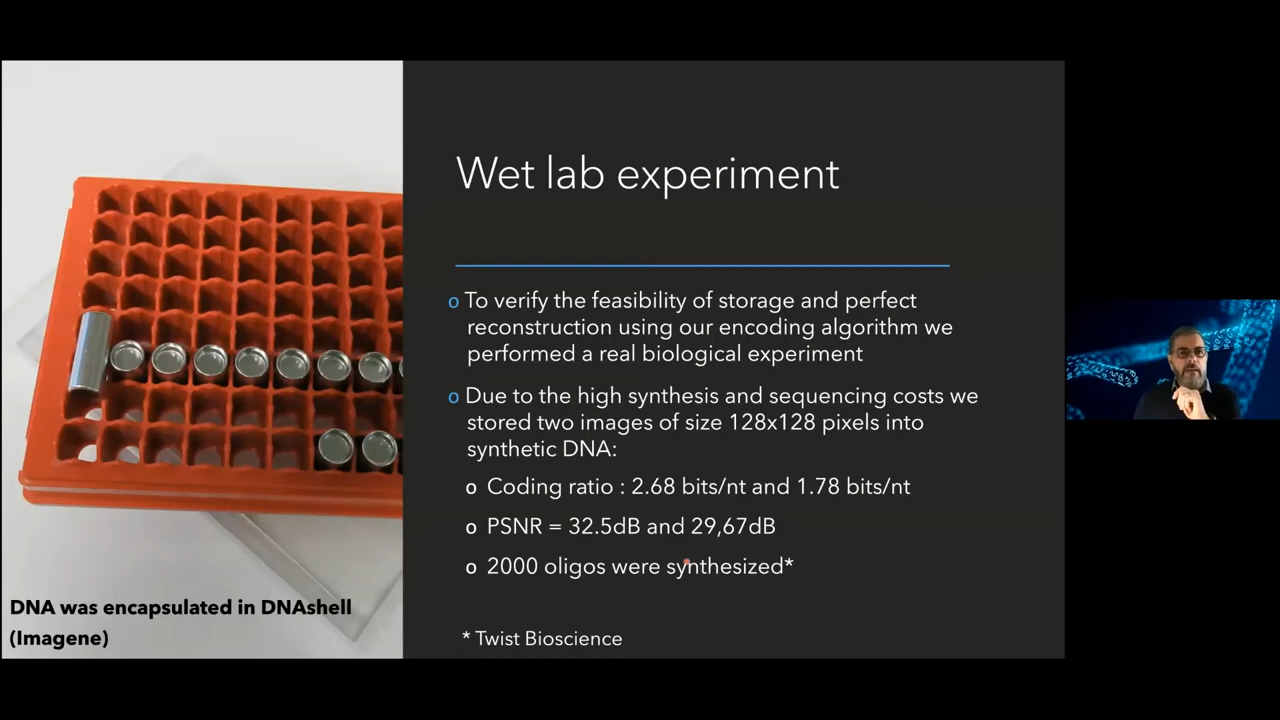 Wet lab experiment
o To verify the feasibility of storage and perfect
reconstruction using our encoding algorithm we
performed a real biological experiment
o Due to the high synthesis and sequencing costs we
stored two images of size 128x128 pixels into
synthetic DNA:
o Coding ratio : 2.68 bits/nt and 1.78 bits/nt
o PSNR = 32.5dB and 29,67dB
o 2000 oligos were synthesized*
* Twist Bioscience
DNA was encapsulated in DNAshell
(Imagene)